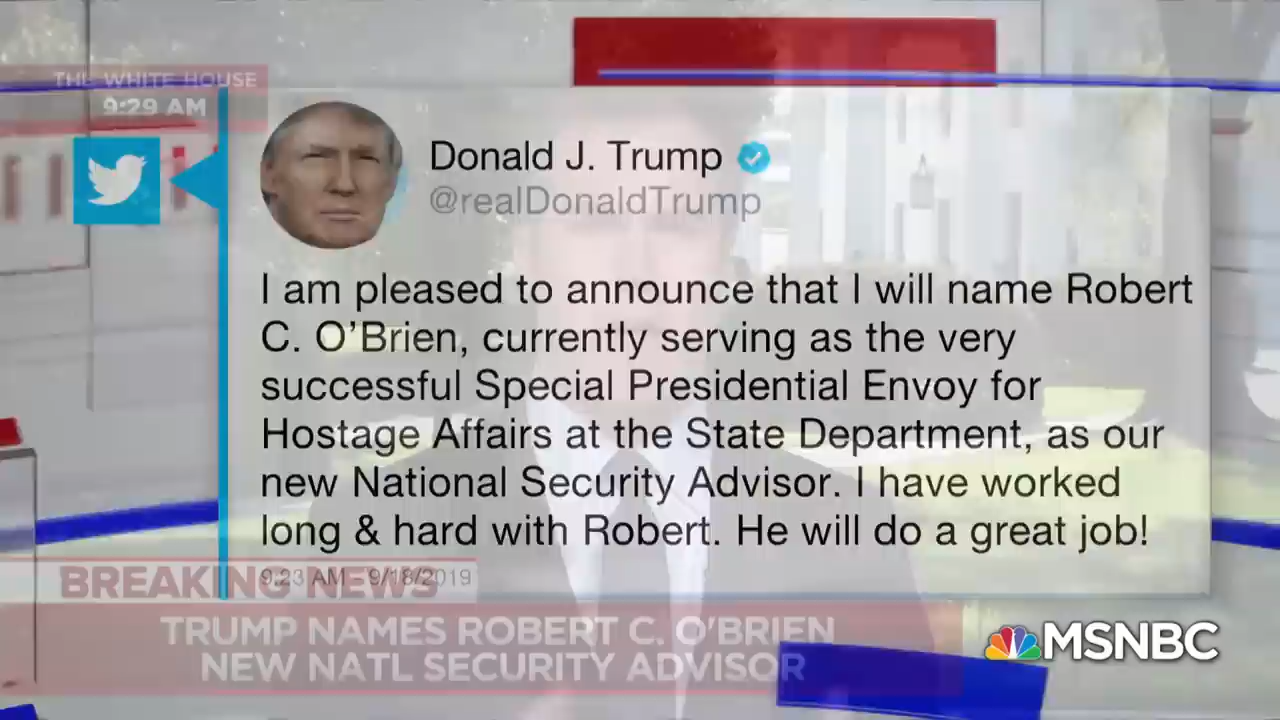 THE WHITE HOUSE
9:29 AM
Donald J. Trump
@realDonaldTrump
I am pleased to announce that I will name Robert
C. O’Brien, currently serving as the very
successful Special Presidential Envoy for
Hostage Affairs at the State Department, as our
new National Security Advisor. I have worked
long & hard with Robert. He will do a great job!
9:23 AM - 9/18/2019
BREAKING NEWS
TRUMP NAMES ROBERT C. O’BRIEN
NEW NATL SECURITY ADVISOR
MSNBC